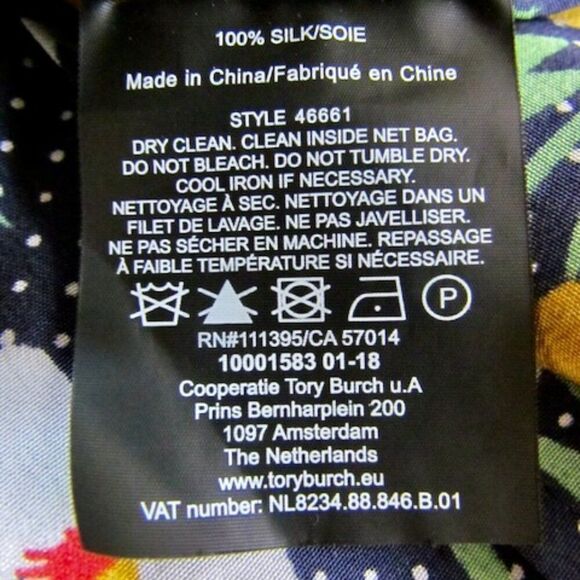 100% SILK/SOIE
Made in China/Fabriqué en Chine
STYLE 46661
DRY CLEAN. CLEAN INSIDE NET BAG.
DO NOT BLEACH. DO NOT TUMBLE DRY.
COOL IRON IF NECESSARY.
NETTOYAGE À SEC. NETTOYAGE DANS UN
FILET DE LAVAGE. NE PAS JAVELLISER.
NE PAS SÉCHER EN MACHINE. REPASSAGE
À FAIBLE TEMPÉRATURE SI NÉCESSAIRE.
P
RN#111395/CA 57014
10001583 01-18
Cooperatie Tory Burch u.A
Prins Bernharplein 200
1097 Amsterdam
The Netherlands
www.toryburch.eu
VAT number: NL8234.88.846.B.01